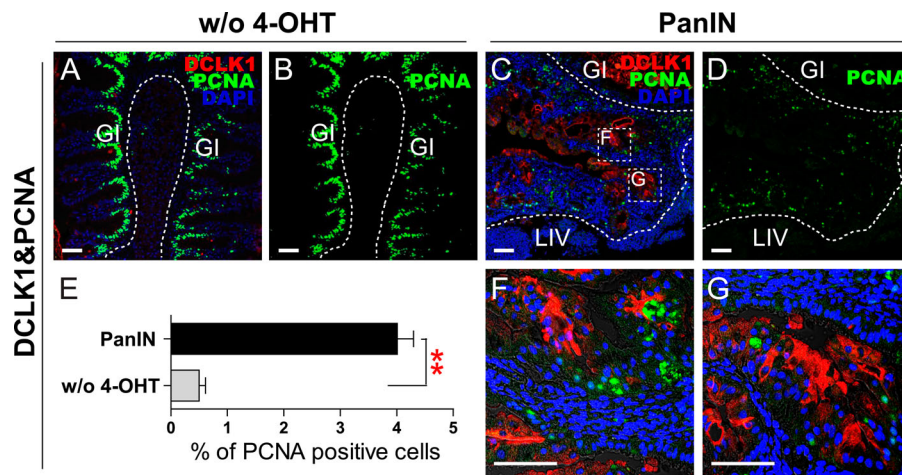 w/o 4-OHT
PanIN
DCLK1&PCNA
A
DCLK1
PCNA
DAPI
GI
GI
B
PCNA
GI
GI
C
DCLK1
PCNA
DAPI
GI
F
G
LIV
D
GI
PCNA
LIV
E
PanIN
w/o 4-OHT
**
0 1 2 3 4 5
% of PCNA positive cells
F
G